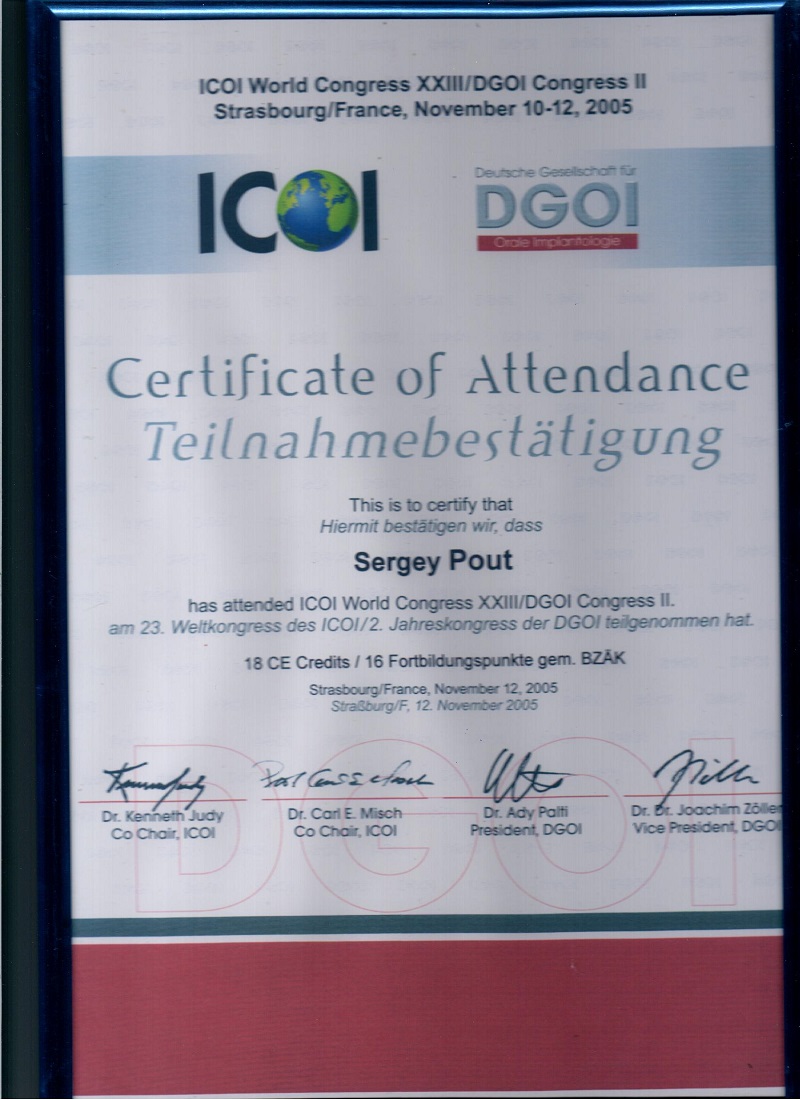 ICOI World Congress XXIII/DGOI Congress II
Strasbourg/France, November 10-12, 2005
ICOI
Deutsche Gesellschaft für
DGOI
Orale Implantologie
Certificate of Attendance
Teilnahmebestätigung
This is to certify that
Hiermit bestätigen wir, dass
Sergey Pout
has attended ICOI World Congress XXIII/DGOI Congress II.
am 23. Weltkongress des ICOI/2. Jahreskongress der DGOI teilgenommen hat.
18 CE Credits / 16 Fortbildungspunkte gem. BZÄK
Strasbourg/France, November 12, 2005
Straßburg/F, 12. November 2005
DGOI
Dr. Kenneth Judy
Co Chair, ICOI
Dr. Carl E. Misch
Co Chair, ICOI
Dr. Ady Palti
President, DGOI
Dr. Dr. Joachim Zöller
Vice President, DGOI